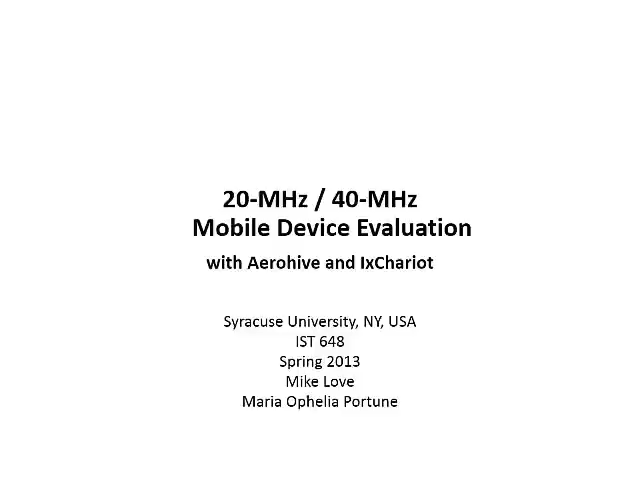 20-MHz / 40-MHz
Mobile Device Evaluation
with Aerohive and IxChariot
Syracuse University, NY, USA
IST 648
Spring 2013
Mike Love
Maria Ophelia Portune